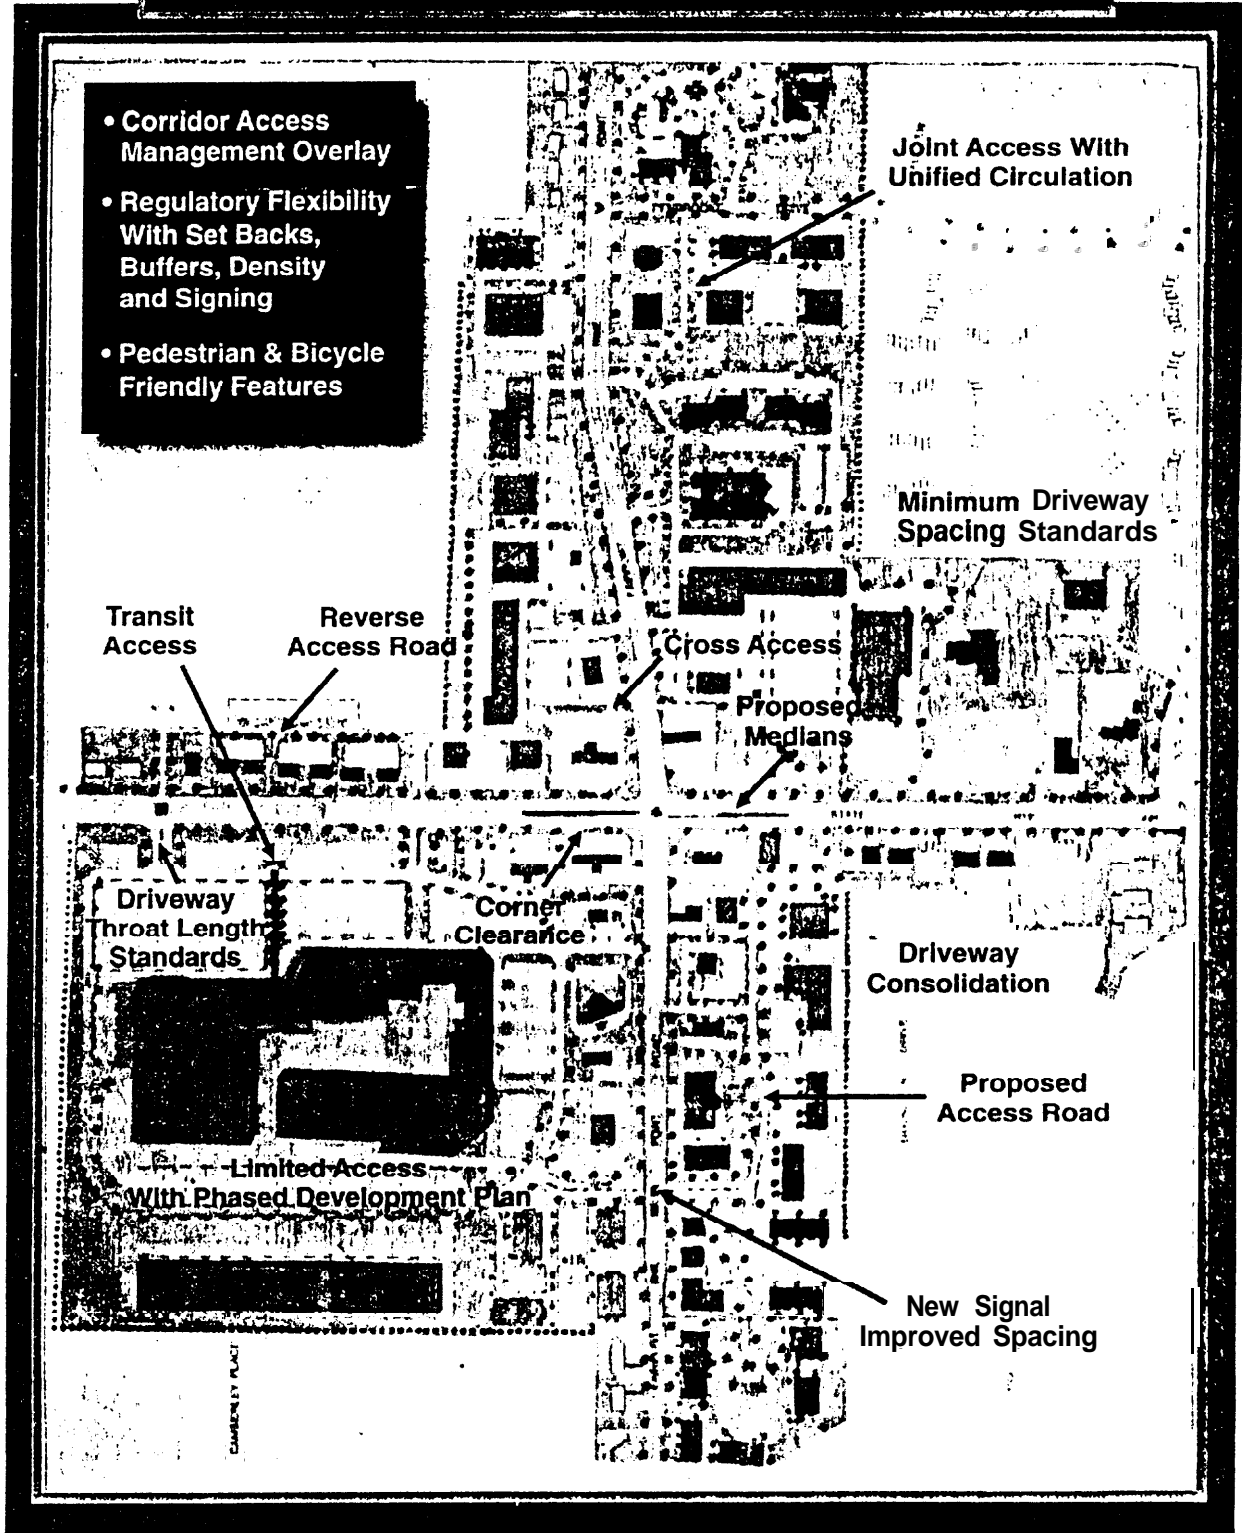 • Corridor Access
Management Overlay
• Regulatory Flexibility
With Set Backs,
Buffers, Density
and Signing
• Pedestrian & Bicycle
Friendly Features
Joint Access With
Unified Circulation
Minimum Driveway
Spacing Standards
Transit
Access
Reverse
Access Road
Cross Access
Proposed
Medians
Driveway
Throat Length
Standards
Corner
Clearance
Driveway
Consolidation
Proposed
Access Road
Limited Access
With Phased Development Plan
New Signal
Improved Spacing
CAMBERLEY PLACE